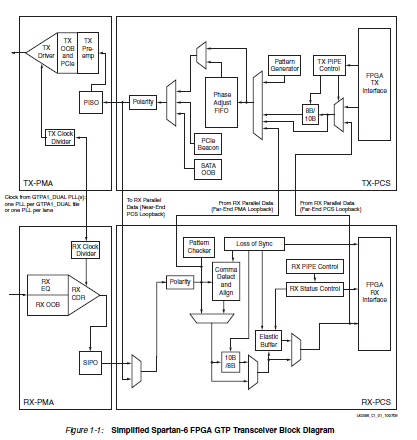 TX
Driver
TX
OOB
and
PCIe
TX
Pre-
emp
Pattern
Generator
TX PIPE
Control
FPGA
TX
Interface
PISO
Polarity
Phase
Adjust
FIFO
8B/
10B
PCIe
Beacon
TX Clock
Divider
SATA
OOB
TX-PMA
TX-PCS
Clock from GTPA1_DUAL PLL(s):
one PLL per GTPA1_DUAL tile
or one PLL per lane
To RX Parallel
Data (Near-End
PCS Loopback)
From RX Parallel Data
(Far-End PMA Loopback)
From RX Parallel Data
(Far-End PCS Loopback)
RX Clock
Divider
Pattern
Checker
Loss of Sync
RX
EQ
RX OOB
RX
CDR
Polarity
Comma
Detect
and
Align
RX PIPE Control
RX Status Control
FPGA
RX
Interface
SIPO
10B
/8B
Elastic
Buffer
RX-PMA
RX-PCS
Figure 1-1: Simplified Spartan-6 FPGA GTP Transceiver Block Diagram